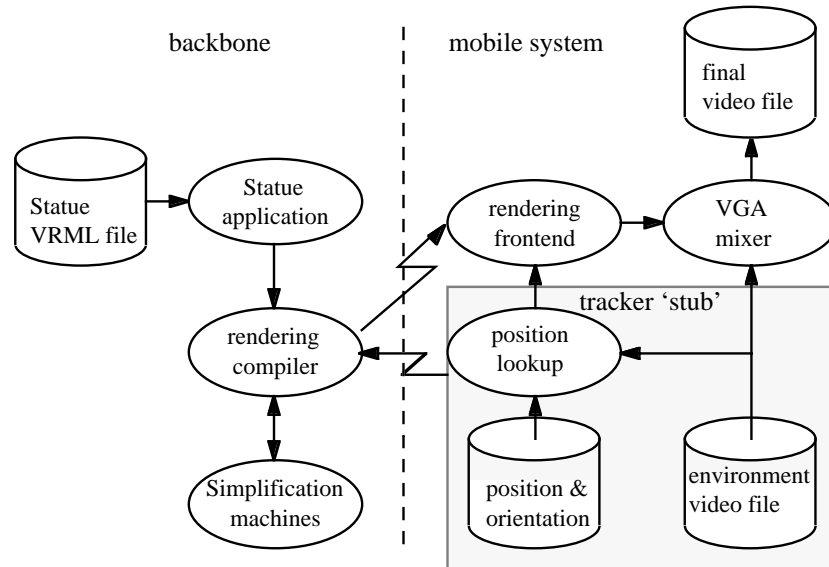 backbone
mobile system
final
video file
Statue
VRML file
Statue
application
rendering
frontend
VGA
mixer
tracker ‘stub’
rendering
compiler
position
lookup
Simplification
machines
position &
orientation
environment
video file